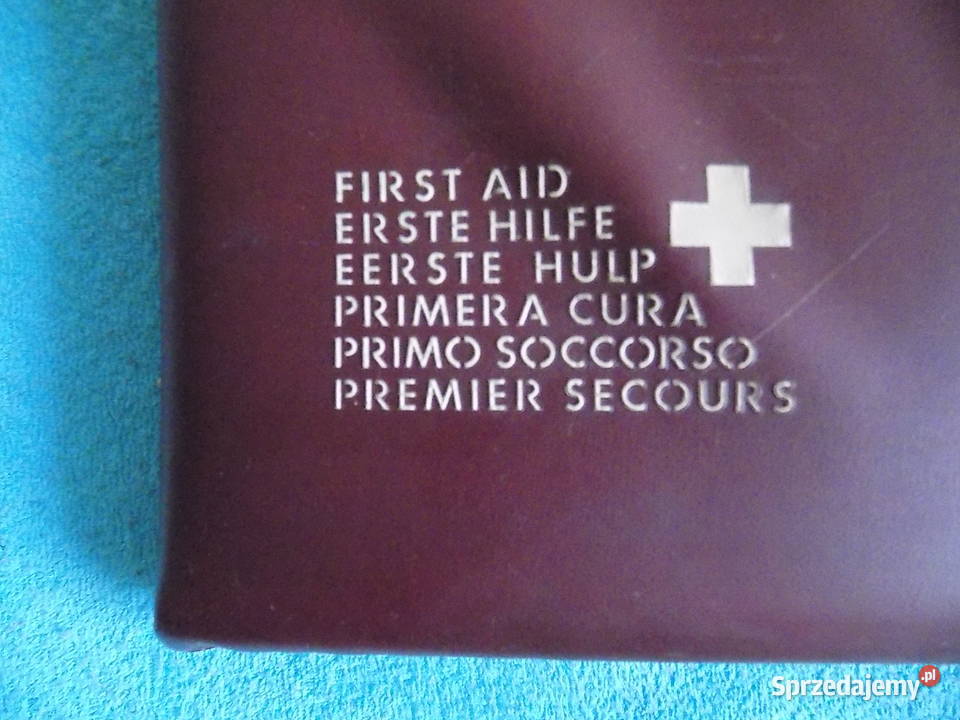 FIRST AID
ERSTE HILFE
EERSTE HULP
PRIMERA CURA
PRIMO SOCCORSO
PREMIER SECOURS
Sprzedajemy.pl